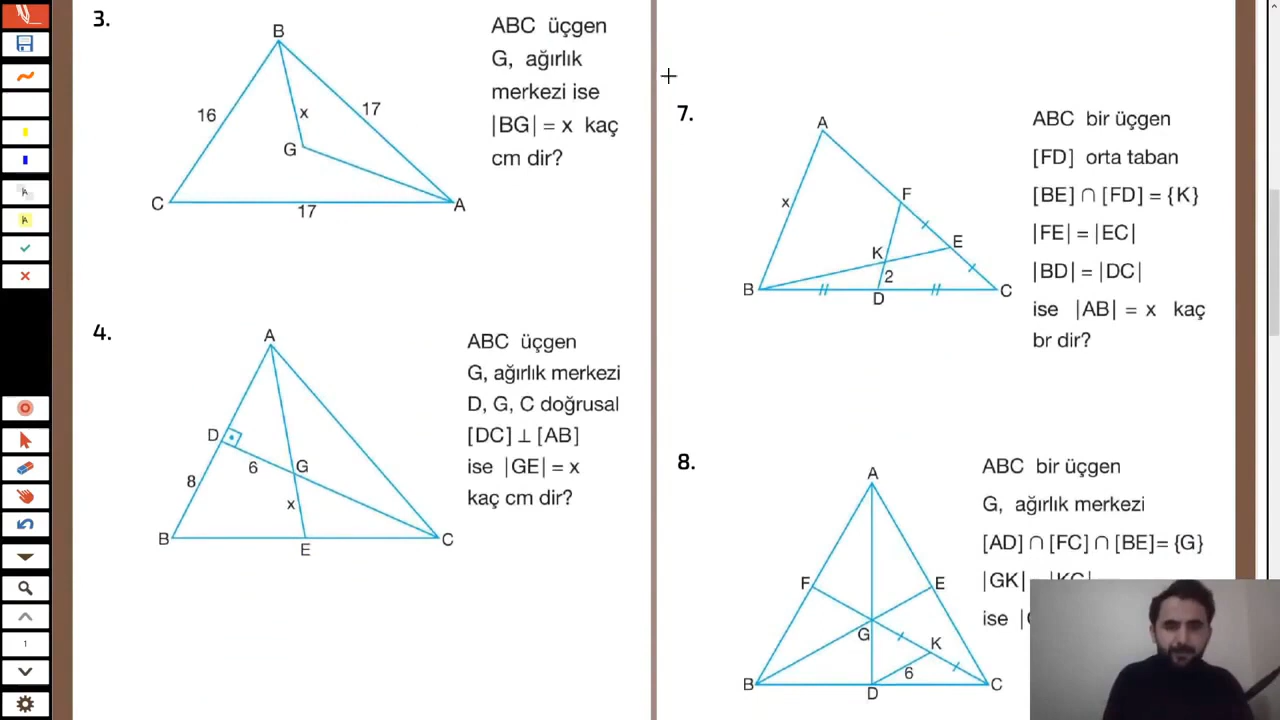 3.
B
16
x
17
G
C
17
A
ABC üçgen
G, ağırlık
merkezi ise
|BG| = x kaç
cm dir?
4.
A
D
6
G
8
x
B
E
C
ABC üçgen
G, ağırlık merkezi
D, G, C doğrusal
[DC] ⊥ [AB]
ise |GE| = x
kaç cm dir?
7.
A
F
x
E
K
2
B
D
C
ABC bir üçgen
[FD] orta taban
[BE] ∩ [FD] = {K}
|FE| = |EC|
|BD| = |DC|
ise |AB| = x kaç
br dir?
8.
A
F
E
G
K
6
B
D
C
ABC bir üçgen
G, ağırlık merkezi
[AD] ∩ [FC] ∩ [BE]= {G}
|GK|
ise
1